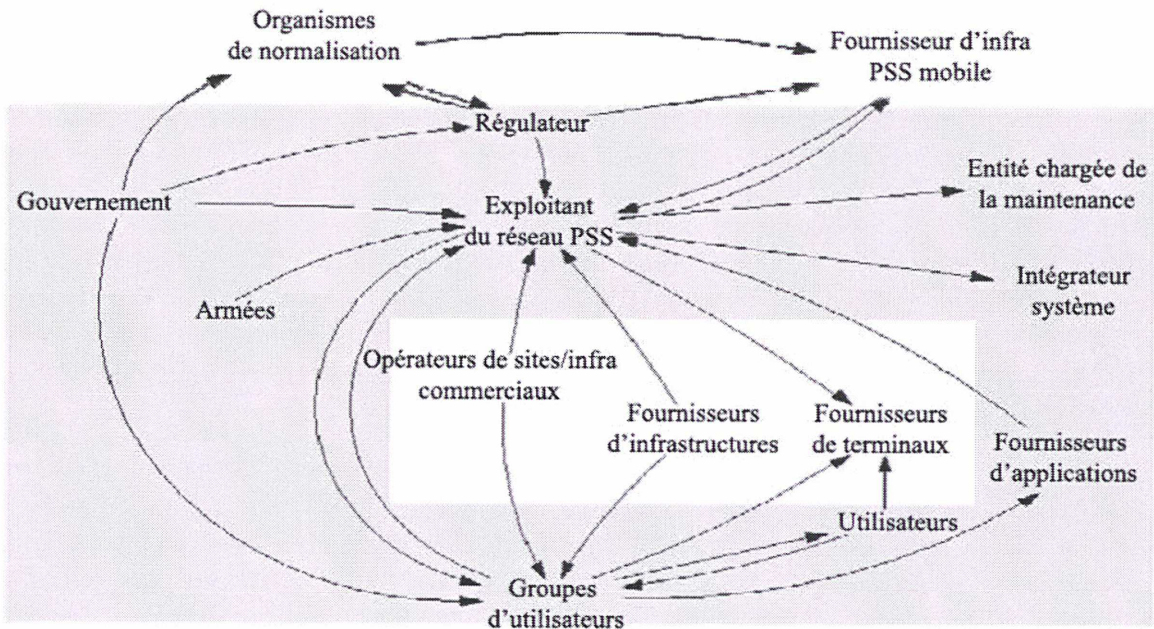 Organismes
de normalisation
Fournisseur d'infra
PSS mobile
Régulateur
Entité chargée de
la maintenance
Gouvernement
Exploitant
du réseau PSS
Intégrateur
système
Armées
Opérateurs de sites/infra
commerciaux
Fournisseurs
d'infrastructures
Fournisseurs
de terminaux
Fournisseurs
d'applications
Utilisateurs
Groupes
d'utilisateurs